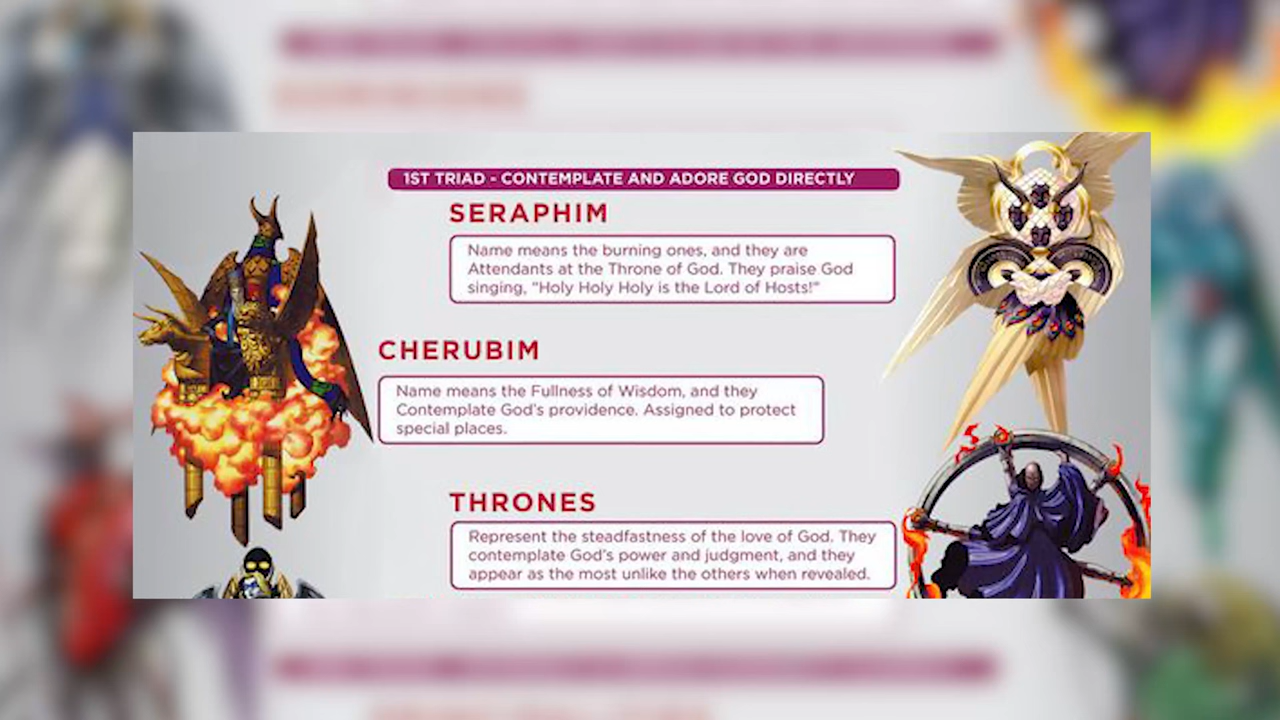 1ST TRIAD - CONTEMPLATE AND ADORE GOD DIRECTLY
SERAPHIM
Name means the burning ones, and they are
Attendants at the Throne of God. They praise God
singing, "Holy Holy Holy is the Lord of Hosts!"
CHERUBIM
Name means the Fullness of Wisdom, and they
Contemplate God's providence. Assigned to protect
special places.
THRONES
Represent the steadfastness of the love of God. They
contemplate God's power and judgment, and they
appear as the most unlike the others when revealed.